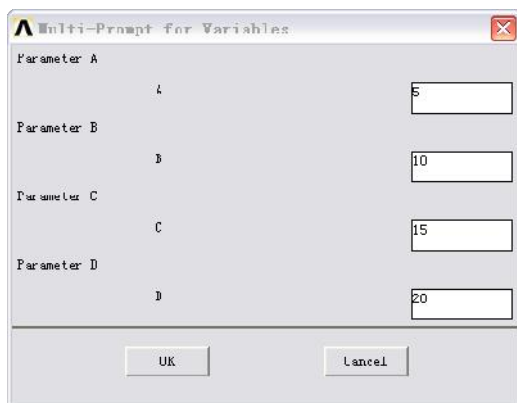 Multi-Prompt for Variables
Parameter A
A 5
Parameter B
B 10
Parameter C
C 15
Parameter D
D 20
OK Cancel